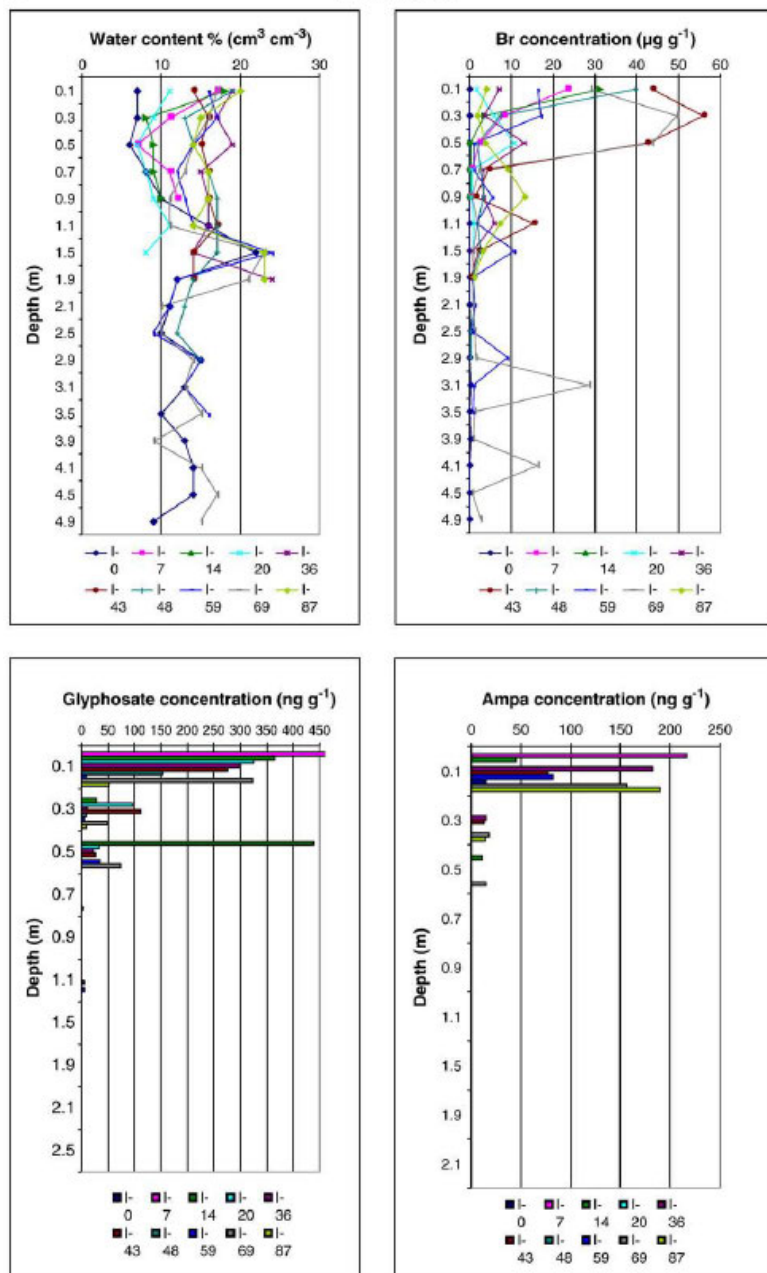 Water content % (cm³ cm⁻³)
0 10 20 30
Depth (m)
0.1
0.3
0.5
0.7
0.9
1.1
1.5
1.9
2.1
2.5
2.9
3.1
3.5
3.9
4.1
4.5
4.9
I- I- I- I- I-
0 7 14 20 36
I- I- I- I- I-
43 48 59 69 87
Br concentration (µg g⁻¹)
0 10 20 30 40 50 60
Depth (m)
0.1
0.3
0.5
0.7
0.9
1.1
1.5
1.9
2.1
2.5
2.9
3.1
3.5
3.9
4.1
4.5
4.9
I- I- I- I- I-
0 7 14 20 36
I- I- I- I- I-
43 48 59 69 87
Glyphosate concentration (ng g⁻¹)
0 50 100 150 200 250 300 350 400 450
Depth (m)
0.1
0.3
0.5
0.7
0.9
1.1
1.5
1.9
2.1
2.5
I- I- I- I- I-
0 7 14 20 36
I- I- I- I- I-
43 48 59 69 87
Ampa concentration (ng g⁻¹)
0 50 100 150 200 250
Depth (m)
0.1
0.3
0.5
0.7
0.9
1.1
1.5
1.9
2.1
I- I- I- I- I-
0 7 14 20 36
I- I- I- I- I-
43 48 59 69 87